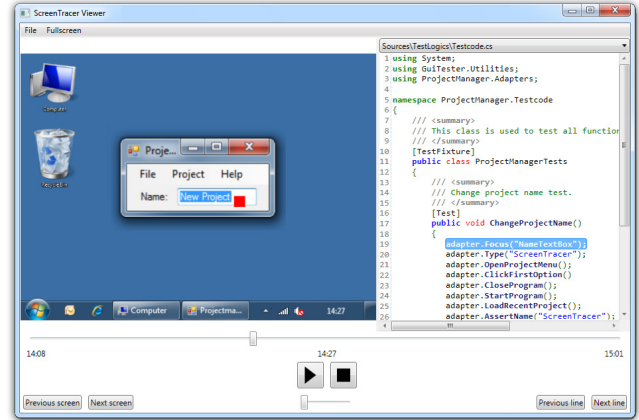 ScreenTracer Viewer
File Fullscreen
Computer
Proje...
File Project Help
Name: New Project
Computer Projectma... 14:27
Sources\TestLogics\Testcode.cs
1 using System;
2 using GuiTester.Utilities;
3 using ProjectManager.Adapters;
4
5 namespace ProjectManager.Testcode
6 {
7 /// <summary>
8 /// This class is used to test all function
9 /// </summary>
10 [TestFixture]
11 public class ProjectManagerTests
12 {
13 /// <summary>
14 /// Change project name test.
15 /// </summary>
16 [Test]
17 public void ChangeProjectName()
18 {
19 adapter.Focus("NameTextBox");
20 adapter.Type("ScreenTracer");
21 adapter.OpenProjectMenu();
22 adapter.ClickFirstOption()
23 adapter.CloseProgram();
24 adapter.StartProgram();
25 adapter.LoadRecentProject();
26 adapter.AssertName("ScreenTracer");
14:08 14:27 15:01
Previous screen Next screen Previous line Next line